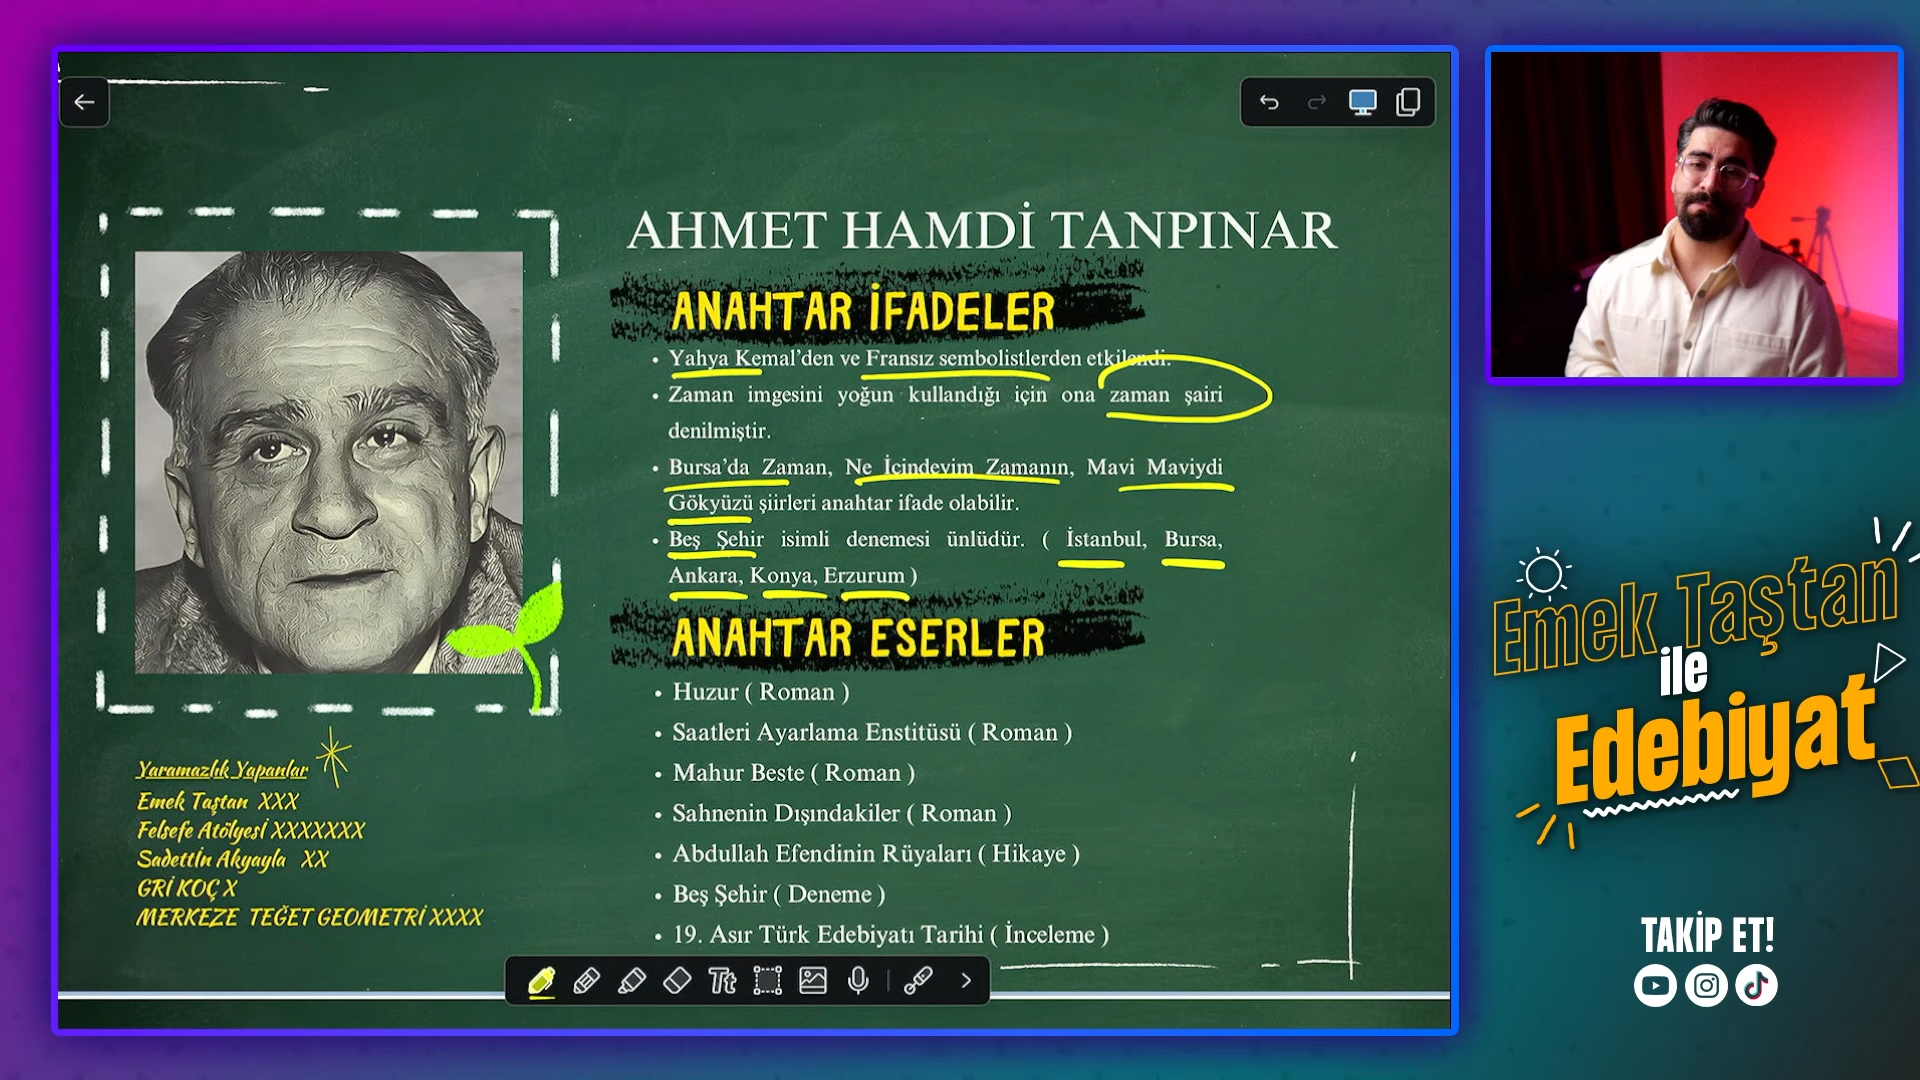 AHMET HAMDİ TANPINAR
ANAHTAR İFADELER
• Yahya Kemal’den ve Fransız sembolistlerden etkilendi.
• Zaman imgesini yoğun kullandığı için ona zaman şairi
denilmiştir.
• Bursa’da Zaman, Ne İçindeyim Zamanın, Mavi Maviydi
Gökyüzü şiirleri anahtar ifade olabilir.
• Beş Şehir isimli denemesi ünlüdür. ( İstanbul, Bursa,
Ankara, Konya, Erzurum )
ANAHTAR ESERLER
• Huzur ( Roman )
• Saatleri Ayarlama Enstitüsü ( Roman )
• Mahur Beste ( Roman )
• Sahnenin Dışındakiler ( Roman )
• Abdullah Efendinin Rüyaları ( Hikaye )
• Beş Şehir ( Deneme )
• 19. Asır Türk Edebiyatı Tarihi ( İnceleme )
Yaramazlık Yapanlar
Emek Taştan XXX
Felsefe Atölyesİ XXXXXXX
Sadettİn Akyayla XX
GRİ KOÇ X
MERKEZE TEĞET GEOMETRİ XXXX
Tt
Emek Taştan
ile
Edebiyat
TAKİP ET!